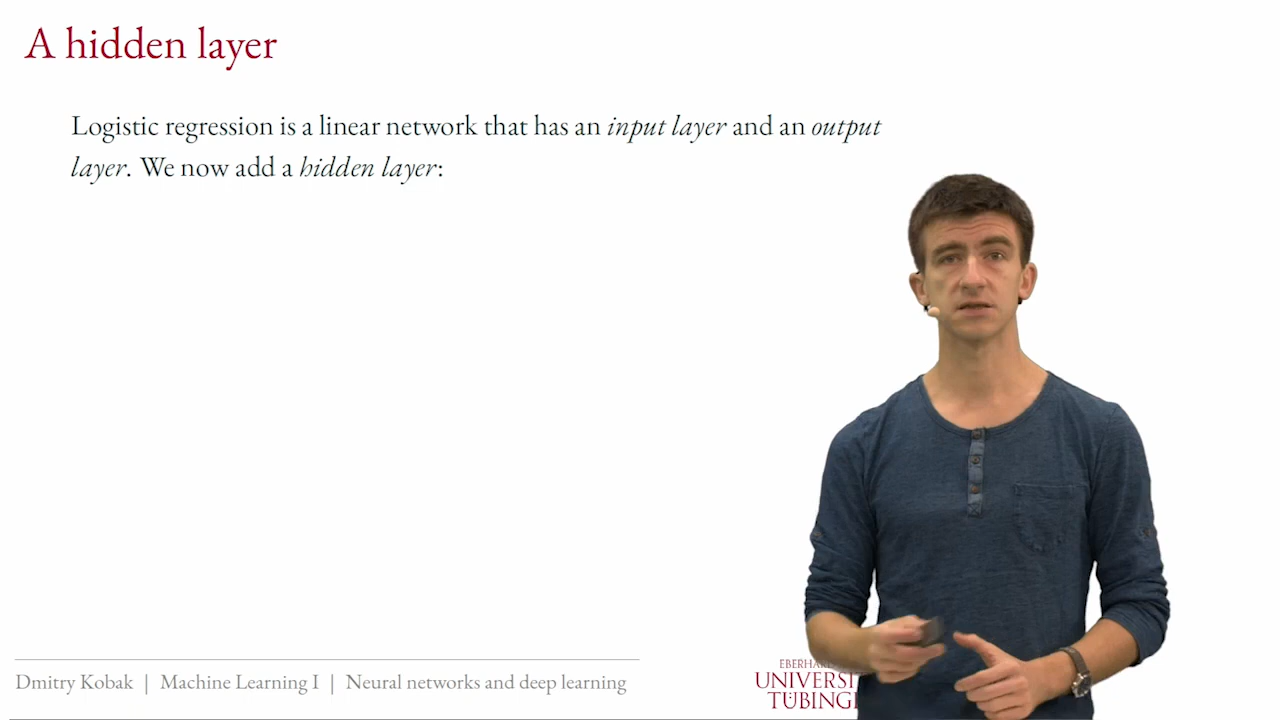 A hidden layer
Logistic regression is a linear network that has an input layer and an output
layer. We now add a hidden layer:
Dmitry Kobak | Machine Learning I | Neural networks and deep learning